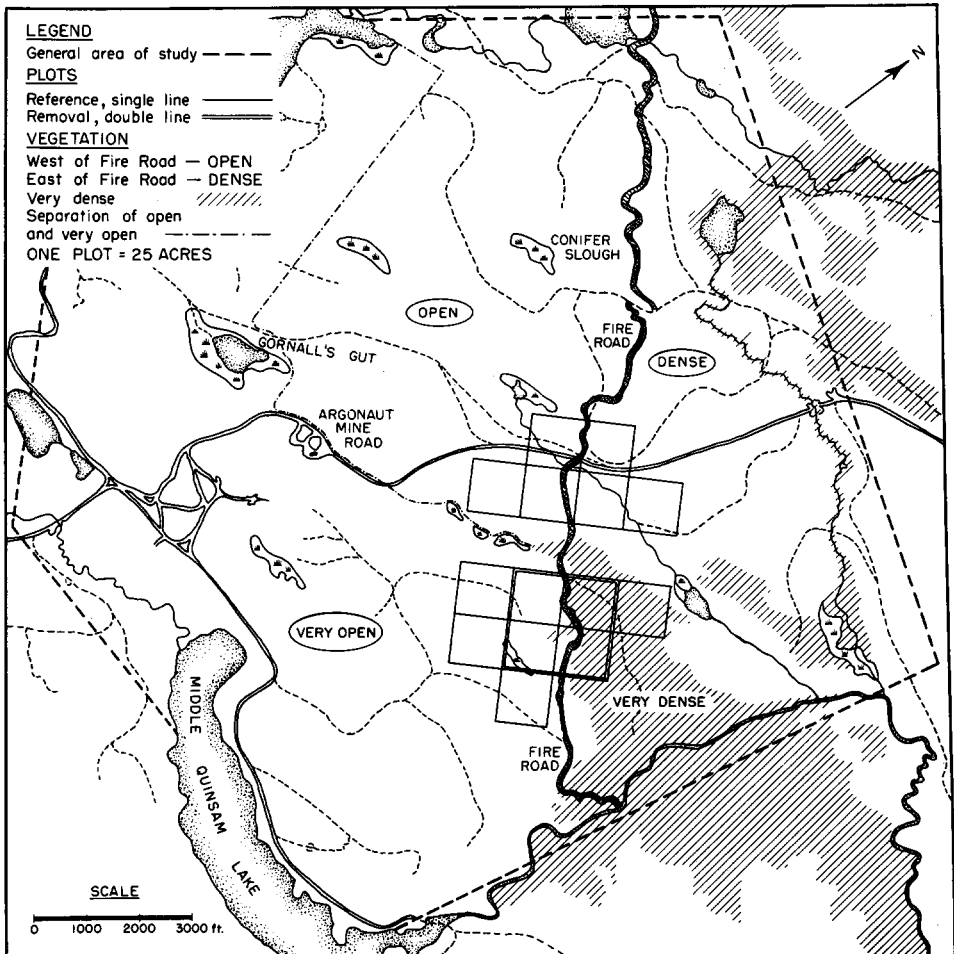 LEGEND
General area of study
PLOTS
Reference, single line
Removal, double line
VEGETATION
West of Fire Road — OPEN
East of Fire Road — DENSE
Very dense
Separation of open
and very open
ONE PLOT = 25 ACRES
N
CONIFER
SLOUGH
OPEN
FIRE
ROAD
DENSE
GORNALL'S GUT
ARGONAUT
MINE
ROAD
VERY OPEN
VERY DENSE
MIDDLE
QUINSAM
LAKE
FIRE
ROAD
SCALE
0 1000 2000 3000 ft.